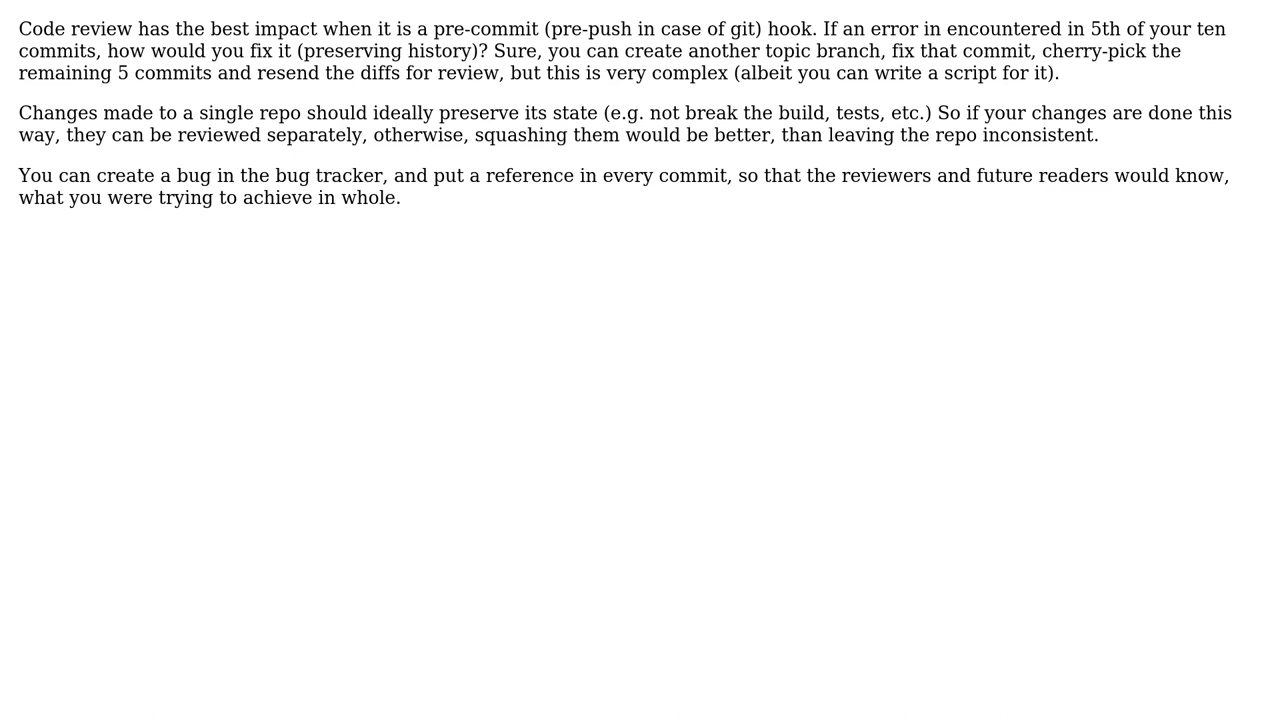 Code review has the best impact when it is a pre-commit (pre-push in case of git) hook. If an error in encountered in 5th of your ten
commits, how would you fix it (preserving history)? Sure, you can create another topic branch, fix that commit, cherry-pick the
remaining 5 commits and resend the diffs for review, but this is very complex (albeit you can write a script for it).
Changes made to a single repo should ideally preserve its state (e.g. not break the build, tests, etc.) So if your changes are done this
way, they can be reviewed separately, otherwise, squashing them would be better, than leaving the repo inconsistent.
You can create a bug in the bug tracker, and put a reference in every commit, so that the reviewers and future readers would know,
what you were trying to achieve in whole.